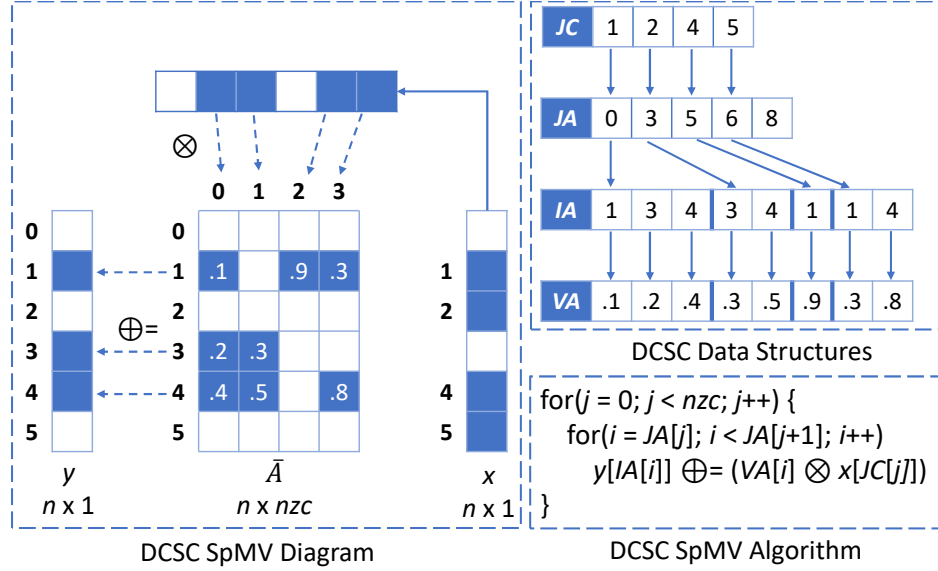 ⊗
0 1 2 3
0
1 .1 .9 .3
2
3 .2 .3
4 .4 .5 .8
5
⊕=
0
1
2
3
4
5
1
2
4
5
y
n x 1
Ā
n x nzc
x
n x 1
DCSC SpMV Diagram
JC 1 2 4 5
JA 0 3 5 6 8
IA 1 3 4 3 4 1 1 4
VA .1 .2 .4 .3 .5 .9 .3 .8
DCSC Data Structures
for(j = 0; j < nzc; j++) {
for(i = JA[j]; i < JA[j+1]; i++)
y[IA[i]] ⊕= (VA[i] ⊗ x[JC[j])
}
DCSC SpMV Algorithm